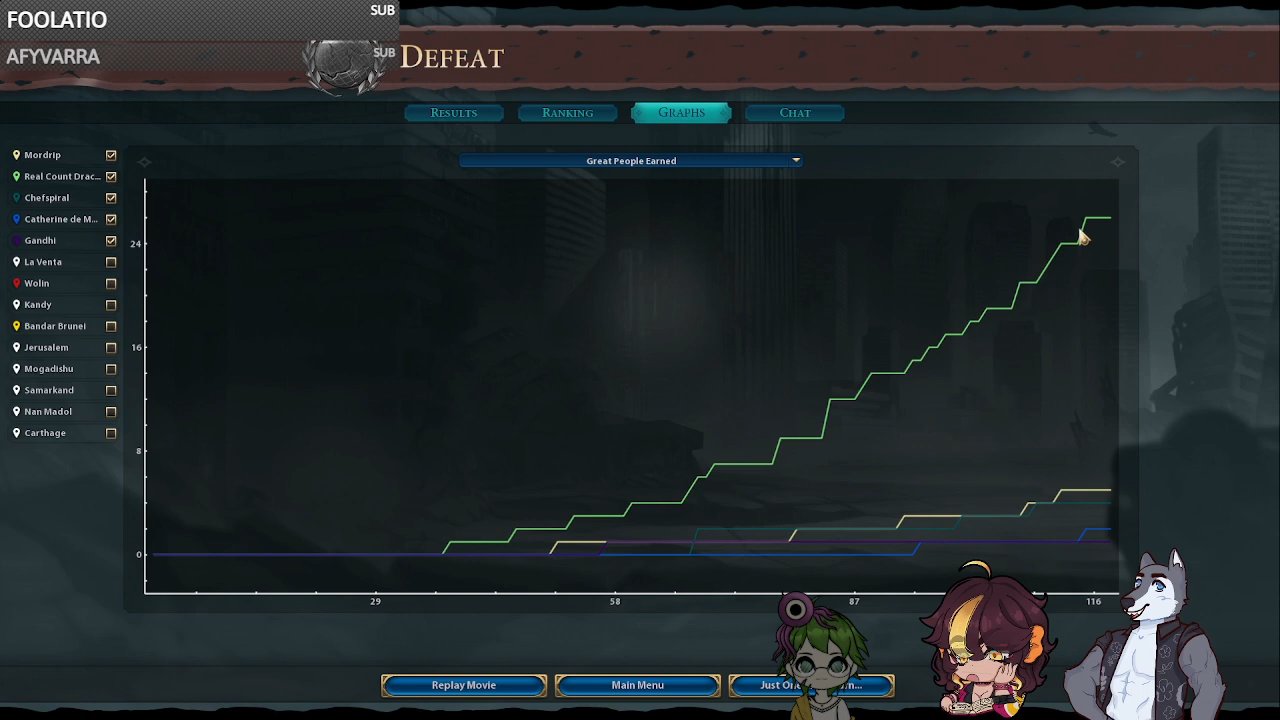 FOOLATIO
SUB
AFYVARRA
SUB
DEFEAT
RESULTS
RANKING
GRAPHS
CHAT
Great People Earned
Mordrip
Real Count Drac...
Chefspiral
Catherine de M...
Gandhi
La Venta
Wolin
Kandy
Bandar Brunei
Jerusalem
Mogadishu
Samarkand
Nan Madol
Carthage
24
16
8
0
29
58
87
116
Replay Movie
Main Menu
Just On